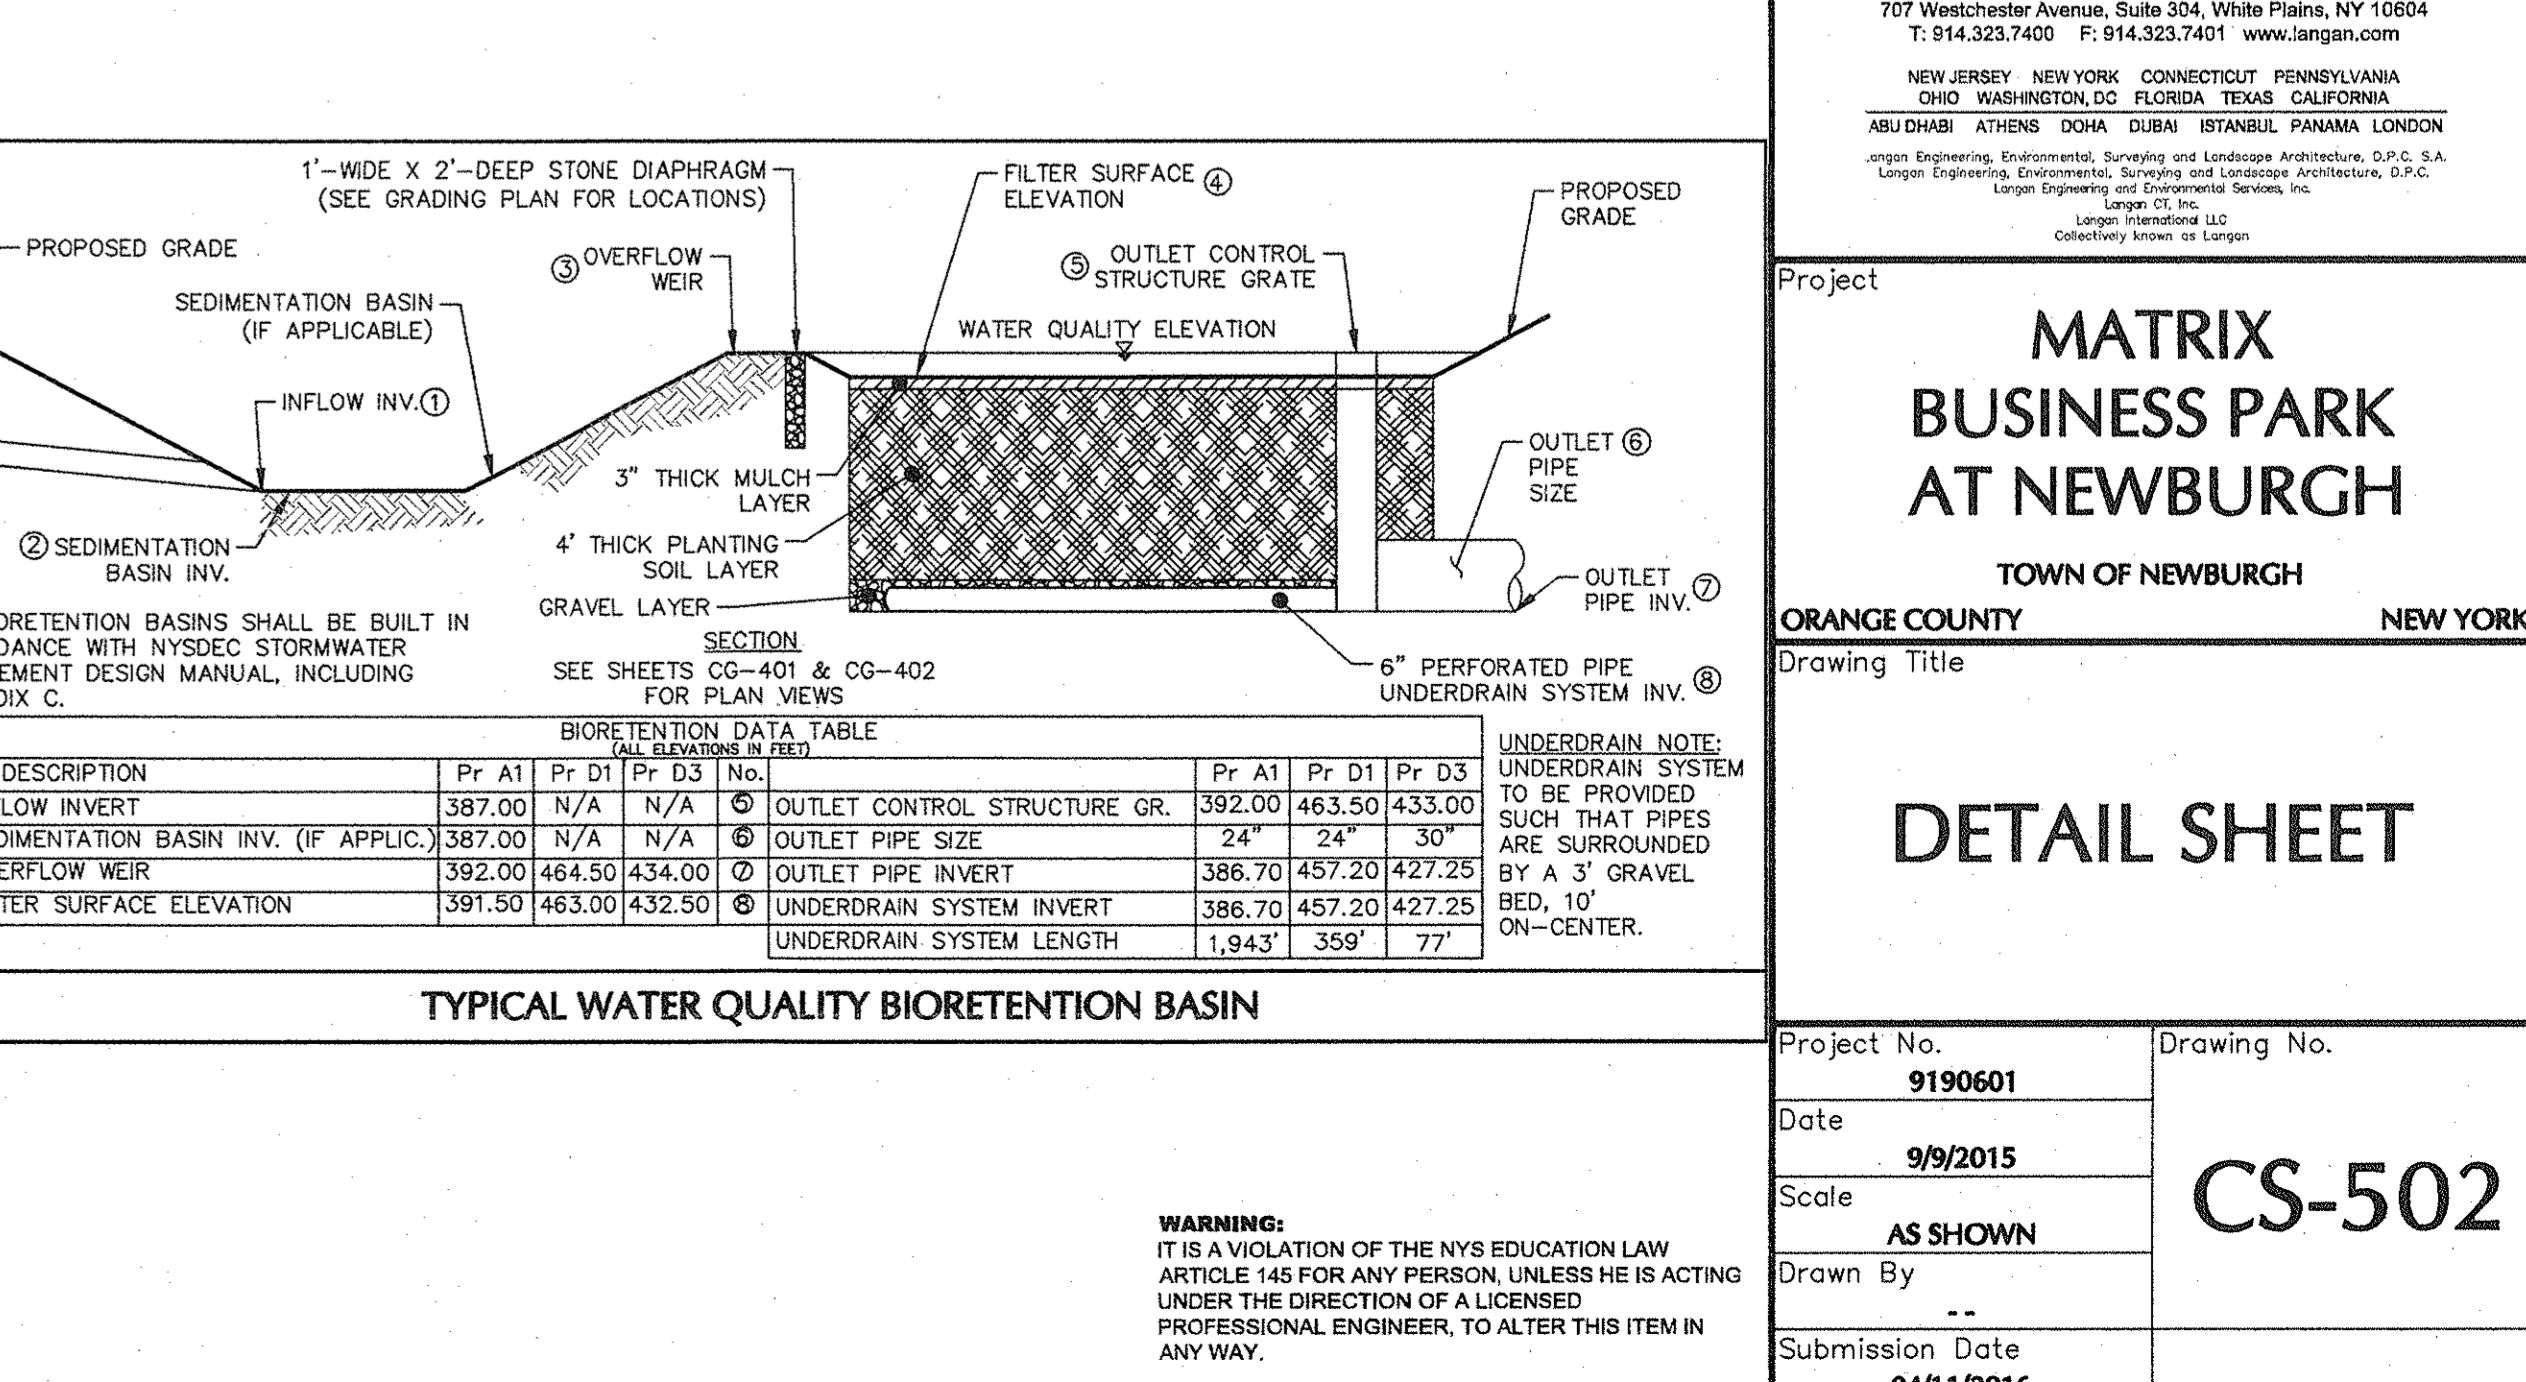 707 Westchester Avenue, Suite 304, White Plains, NY 10604
T: 914.323.7400 F: 914.323.7401 www.langan.com
NEW JERSEY NEW YORK CONNECTICUT PENNSYLVANIA
OHIO WASHINGTON, DC FLORIDA TEXAS CALIFORNIA
ABU DHABI ATHENS DOHA DUBAI ISTANBUL PANAMA LONDON
angan Engineering, Environmental, Surveying and Landscape Architecture, D.P.C. S.A.
Langan Engineering, Environmental, Surveying and Landscape Architecture, D.P.C.
Langan Engineering and Environmental Services, Inc.
Langan CT, Inc.
Langan International LLC
Collectively known as Langan
Project
MATRIX
BUSINESS PARK
AT NEWBURGH
TOWN OF NEWBURGH
ORANGE COUNTY NEW YORK
Drawing Title
DETAIL SHEET
Project No.
9190601
Date
9/9/2015
Scale
AS SHOWN
Drawn By
--
Submission Date
04/11/2016
Drawing No.
CS-502
1'-WIDE X 2'-DEEP STONE DIAPHRAGM
(SEE GRADING PLAN FOR LOCATIONS)
FILTER SURFACE ④
ELEVATION
PROPOSED
GRADE
PROPOSED GRADE
③ OVERFLOW
WEIR
⑤ OUTLET CONTROL
STRUCTURE GRATE
SEDIMENTATION BASIN
(IF APPLICABLE)
WATER QUALITY ELEVATION
INFLOW INV. ①
OUTLET ⑥
PIPE
SIZE
3" THICK MULCH
LAYER
② SEDIMENTATION
BASIN INV.
4' THICK PLANTING
SOIL LAYER
GRAVEL LAYER
OUTLET
PIPE INV. ⑦
ORETENTION BASINS SHALL BE BUILT IN
DANCE WITH NYSDEC STORMWATER
EMENT DESIGN MANUAL, INCLUDING
DIX C.
SECTION
SEE SHEETS CG-401 & CG-402
FOR PLAN VIEWS
6" PERFORATED PIPE
UNDERDRAIN SYSTEM INV. ⑧
BIORETENTION DATA TABLE
(ALL ELEVATIONS IN FEET)
DESCRIPTION Pr A1 Pr D1 Pr D3 No. Pr A1 Pr D1 Pr D3
LOW INVERT 387.00 N/A N/A ⑤ OUTLET CONTROL STRUCTURE GR. 392.00 463.50 433.00
DIMENTATION BASIN INV. (IF APPLIC.) 387.00 N/A N/A ⑥ OUTLET PIPE SIZE 24" 24" 30"
ERFLOW WEIR 392.00 464.50 434.00 ⑦ OUTLET PIPE INVERT 386.70 457.20 427.25
TER SURFACE ELEVATION 391.50 463.00 432.50 ⑧ UNDERDRAIN SYSTEM INVERT 386.70 457.20 427.25
UNDERDRAIN SYSTEM LENGTH 1,943' 359' 77'
UNDERDRAIN NOTE:
UNDERDRAIN SYSTEM
TO BE PROVIDED
SUCH THAT PIPES
ARE SURROUNDED
BY A 3' GRAVEL
BED, 10'
ON-CENTER.
TYPICAL WATER QUALITY BIORETENTION BASIN
WARNING:
IT IS A VIOLATION OF THE NYS EDUCATION LAW
ARTICLE 145 FOR ANY PERSON, UNLESS HE IS ACTING
UNDER THE DIRECTION OF A LICENSED
PROFESSIONAL ENGINEER, TO ALTER THIS ITEM IN
ANY WAY.